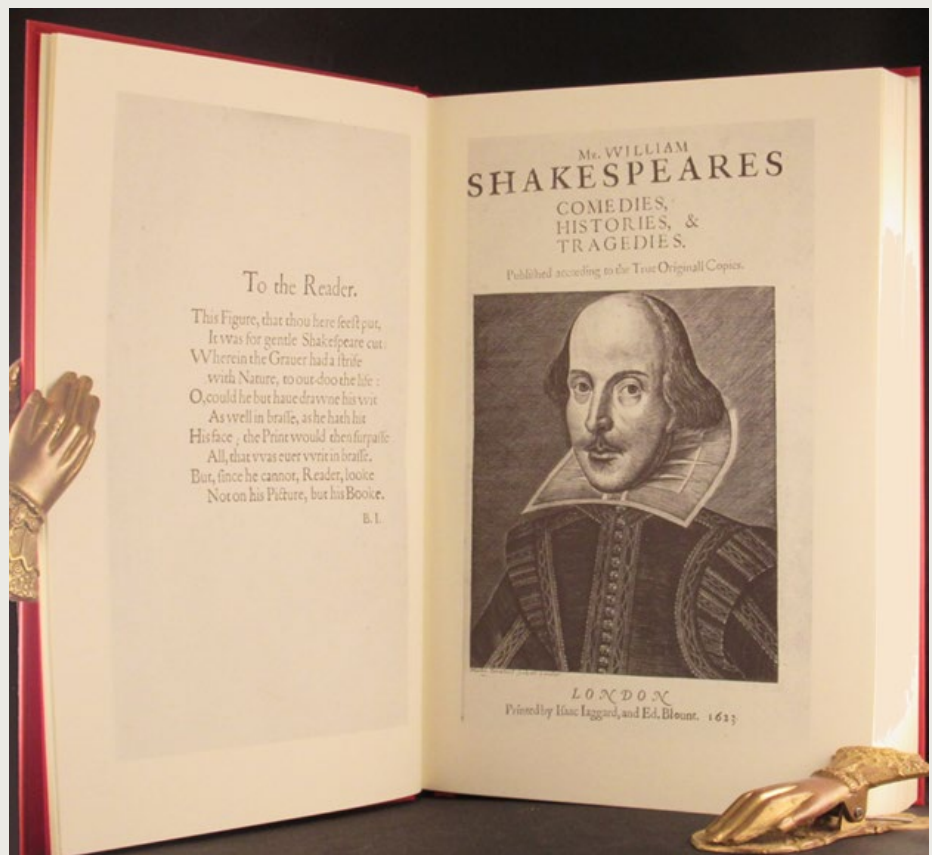 To the Reader.
This Figure, that thou here ſeeſt put,
It was for gentle Shakeſpeare cut:
Wherein the Grauer had a ſtrife
with Nature, to out-doo the life :
O, could he but haue drawne his wit
As well in braſſe, as he hath hit
His face ; the Print would then ſurpaſſe
All, that vvas euer vvrit in braſſe.
But, ſince he cannot, Reader, looke
Not on his Picture, but his Booke.
B. I.
Mr. WILLIAM
SHAKESPEARES
COMEDIES,
HISTORIES, &
TRAGEDIES.
Publiſhed according to the True Originall Copies.
LONDON
Printed by Iſaac Iaggard, and Ed. Blount. 1623